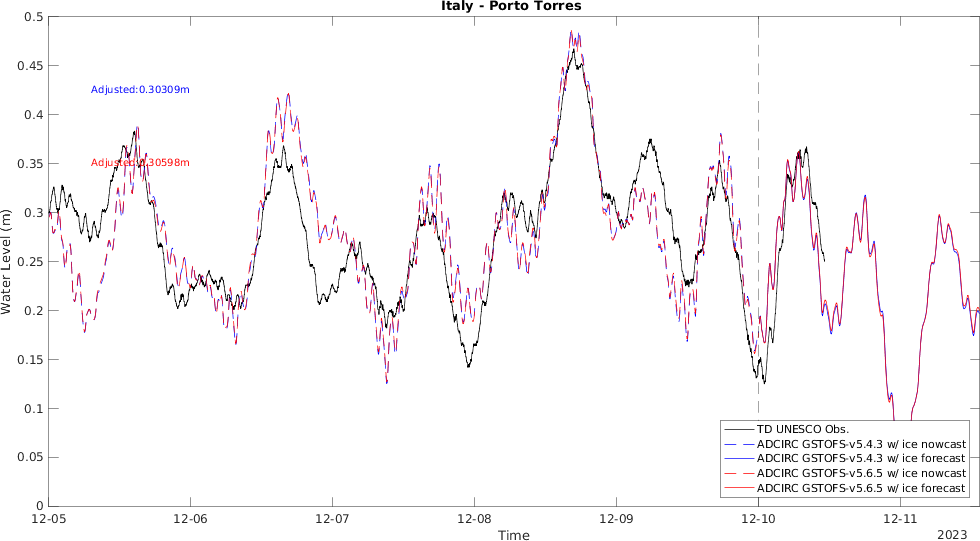 Italy - Porto Torres
0.5
0.45
0.4
0.35
0.3
0.25
0.2
0.15
0.1
0.05
0
Water Level (m)
Adjusted:0.30309m
Adjusted:0.30598m
TD UNESCO Obs.
ADCIRC GSTOFS-v5.4.3 w/ ice nowcast
ADCIRC GSTOFS-v5.4.3 w/ ice forecast
ADCIRC GSTOFS-v5.6.5 w/ ice nowcast
ADCIRC GSTOFS-v5.6.5 w/ ice forecast
12-05 12-06 12-07 12-08 12-09 12-10 12-11
Time
2023